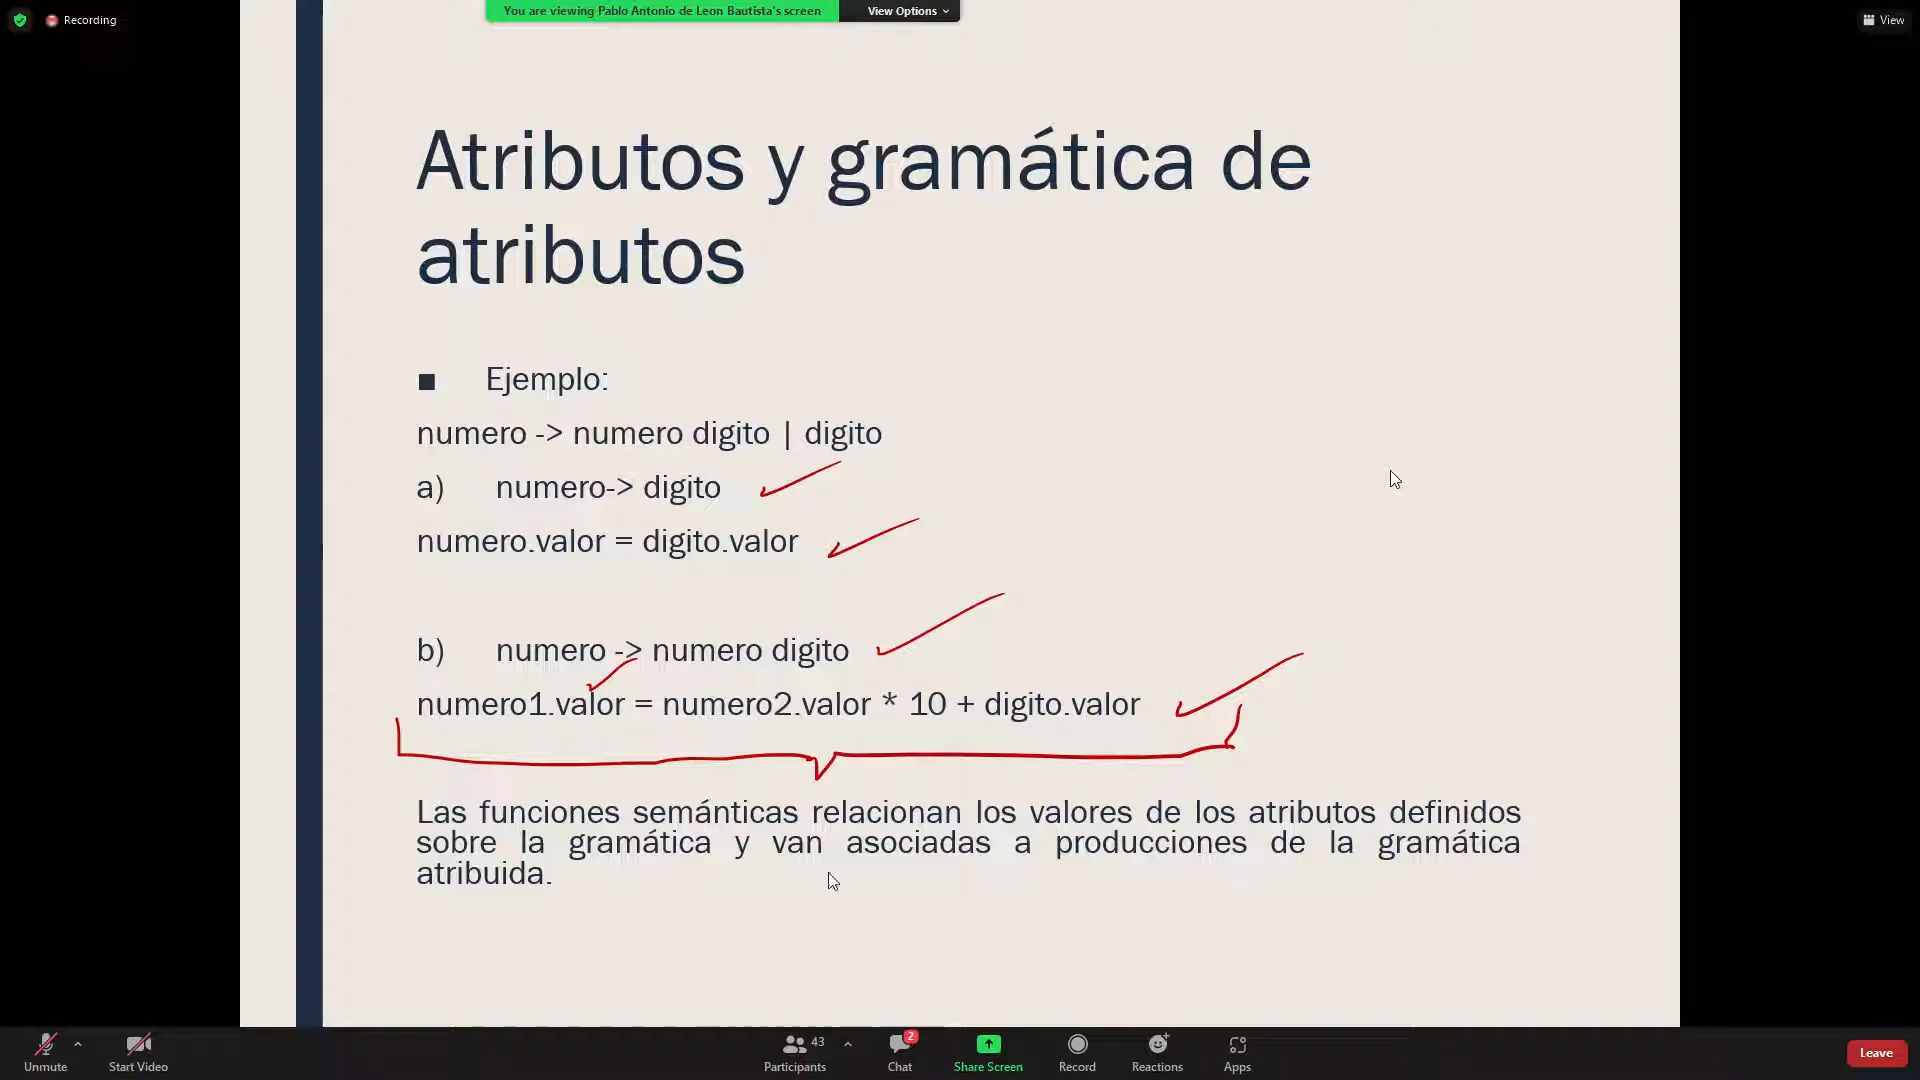 Recording
You are viewing Pablo Antonio de Leon Bautista's screen
View Options
View
Atributos y gramática de
atributos
■ Ejemplo:
numero -> numero digito | digito
a) numero-> digito
numero.valor = digito.valor
b) numero -> numero digito
numero1.valor = numero2.valor * 10 + digito.valor
Las funciones semánticas relacionan los valores de los atributos definidos
sobre la gramática y van asociadas a producciones de la gramática
atribuida.
Unmute
Start Video
Participants 43
Chat 2
Share Screen
Record
Reactions
Apps
Leave